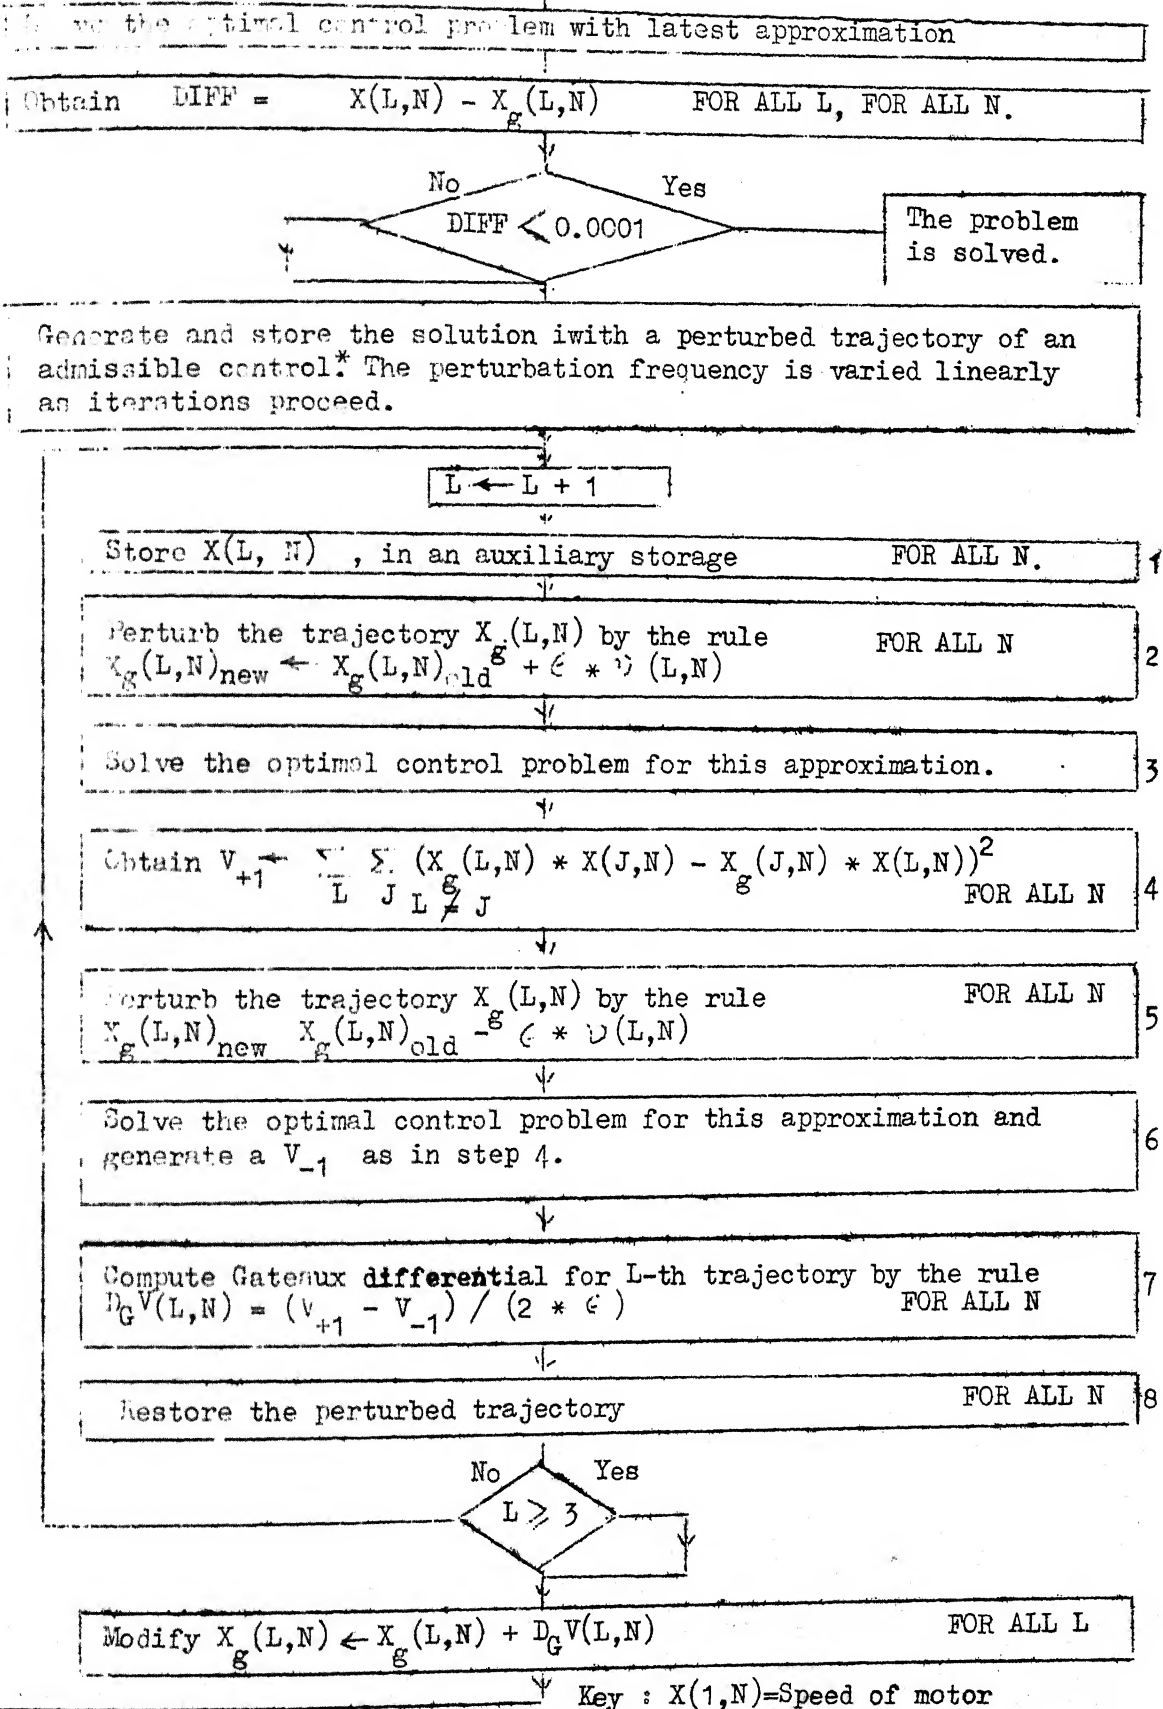 the optimal control problem with latest approximation
Obtain DIFF = X(L,N) - X_g(L,N) FOR ALL L, FOR ALL N.
No Yes
DIFF < 0.0001
The problem
is solved.
Generate and store the solution iwith a perturbed trajectory of an
admissible control.* The perturbation frequency is varied linearly
as iterations proceed.
L ← L + 1
Store X(L, N) , in an auxiliary storage FOR ALL N. 1
Perturb the trajectory X_g(L,N) by the rule FOR ALL N
X_g(L,N)_new ← X_g(L,N)_old + ϵ * ν (L,N) 2
Solve the optimal control problem for this approximation. 3
Obtain V_+1 ← Σ_L Σ_J (X_g(L,N) * X(J,N) - X_g(J,N) * X(L,N))²
L ≠ J FOR ALL N 4
Perturb the trajectory X_g(L,N) by the rule FOR ALL N
X_g(L,N)_new X_g(L,N)_old - ϵ * ν(L,N) 5
Solve the optimal control problem for this approximation and
generate a V_-1 as in step 4. 6
Compute Gateaux differential for L-th trajectory by the rule 7
D_G V(L,N) = (V_+1 - V_-1) / (2 * ϵ) FOR ALL N
Restore the perturbed trajectory FOR ALL N 8
No Yes
L ⩾ 3
Modify X_g(L,N) ← X_g(L,N) + D_G V(L,N) FOR ALL L
Key : X(1,N)=Speed of motor